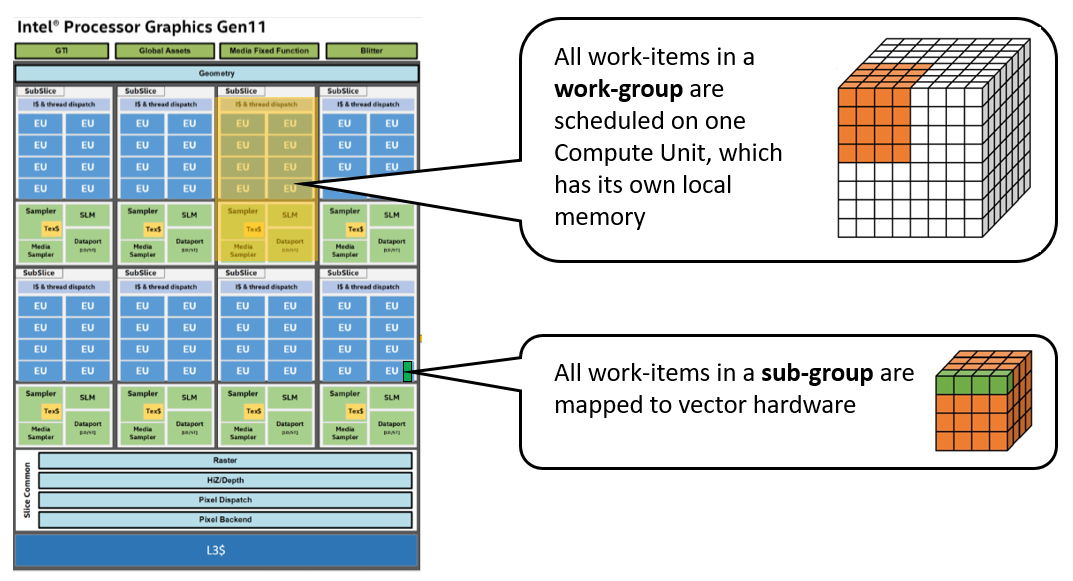 Intel® Processor Graphics Gen11
GTI
Global Assets
Media Fixed Function
Blitter
Geometry
SubSlice
SubSlice
SubSlice
SubSlice
I$ & thread dispatch
I$ & thread dispatch
I$ & thread dispatch
I$ & thread dispatch
EU EU EU EU EU EU EU EU
EU EU EU EU EU EU EU EU
EU EU EU EU EU EU EU EU
EU EU EU EU EU EU EU EU
Sampler SLM Sampler SLM Sampler SLM Sampler SLM
Tex$ Tex$ Tex$ Tex$
Media Sampler Dataport Media Sampler Dataport Media Sampler Dataport Media Sampler Dataport
SubSlice
SubSlice
SubSlice
SubSlice
I$ & thread dispatch
I$ & thread dispatch
I$ & thread dispatch
I$ & thread dispatch
EU EU EU EU EU EU EU EU
EU EU EU EU EU EU EU EU
EU EU EU EU EU EU EU EU
EU EU EU EU EU EU EU EU
Sampler SLM Sampler SLM Sampler SLM Sampler SLM
Tex$ Tex$ Tex$ Tex$
Media Sampler Dataport Media Sampler Dataport Media Sampler Dataport Media Sampler Dataport
Slice Common
Raster
HiZ/Depth
Pixel Dispatch
Pixel Backend
L3$
All work-items in a
work-group are
scheduled on one
Compute Unit, which
has its own local
memory
All work-items in a sub-group are
mapped to vector hardware